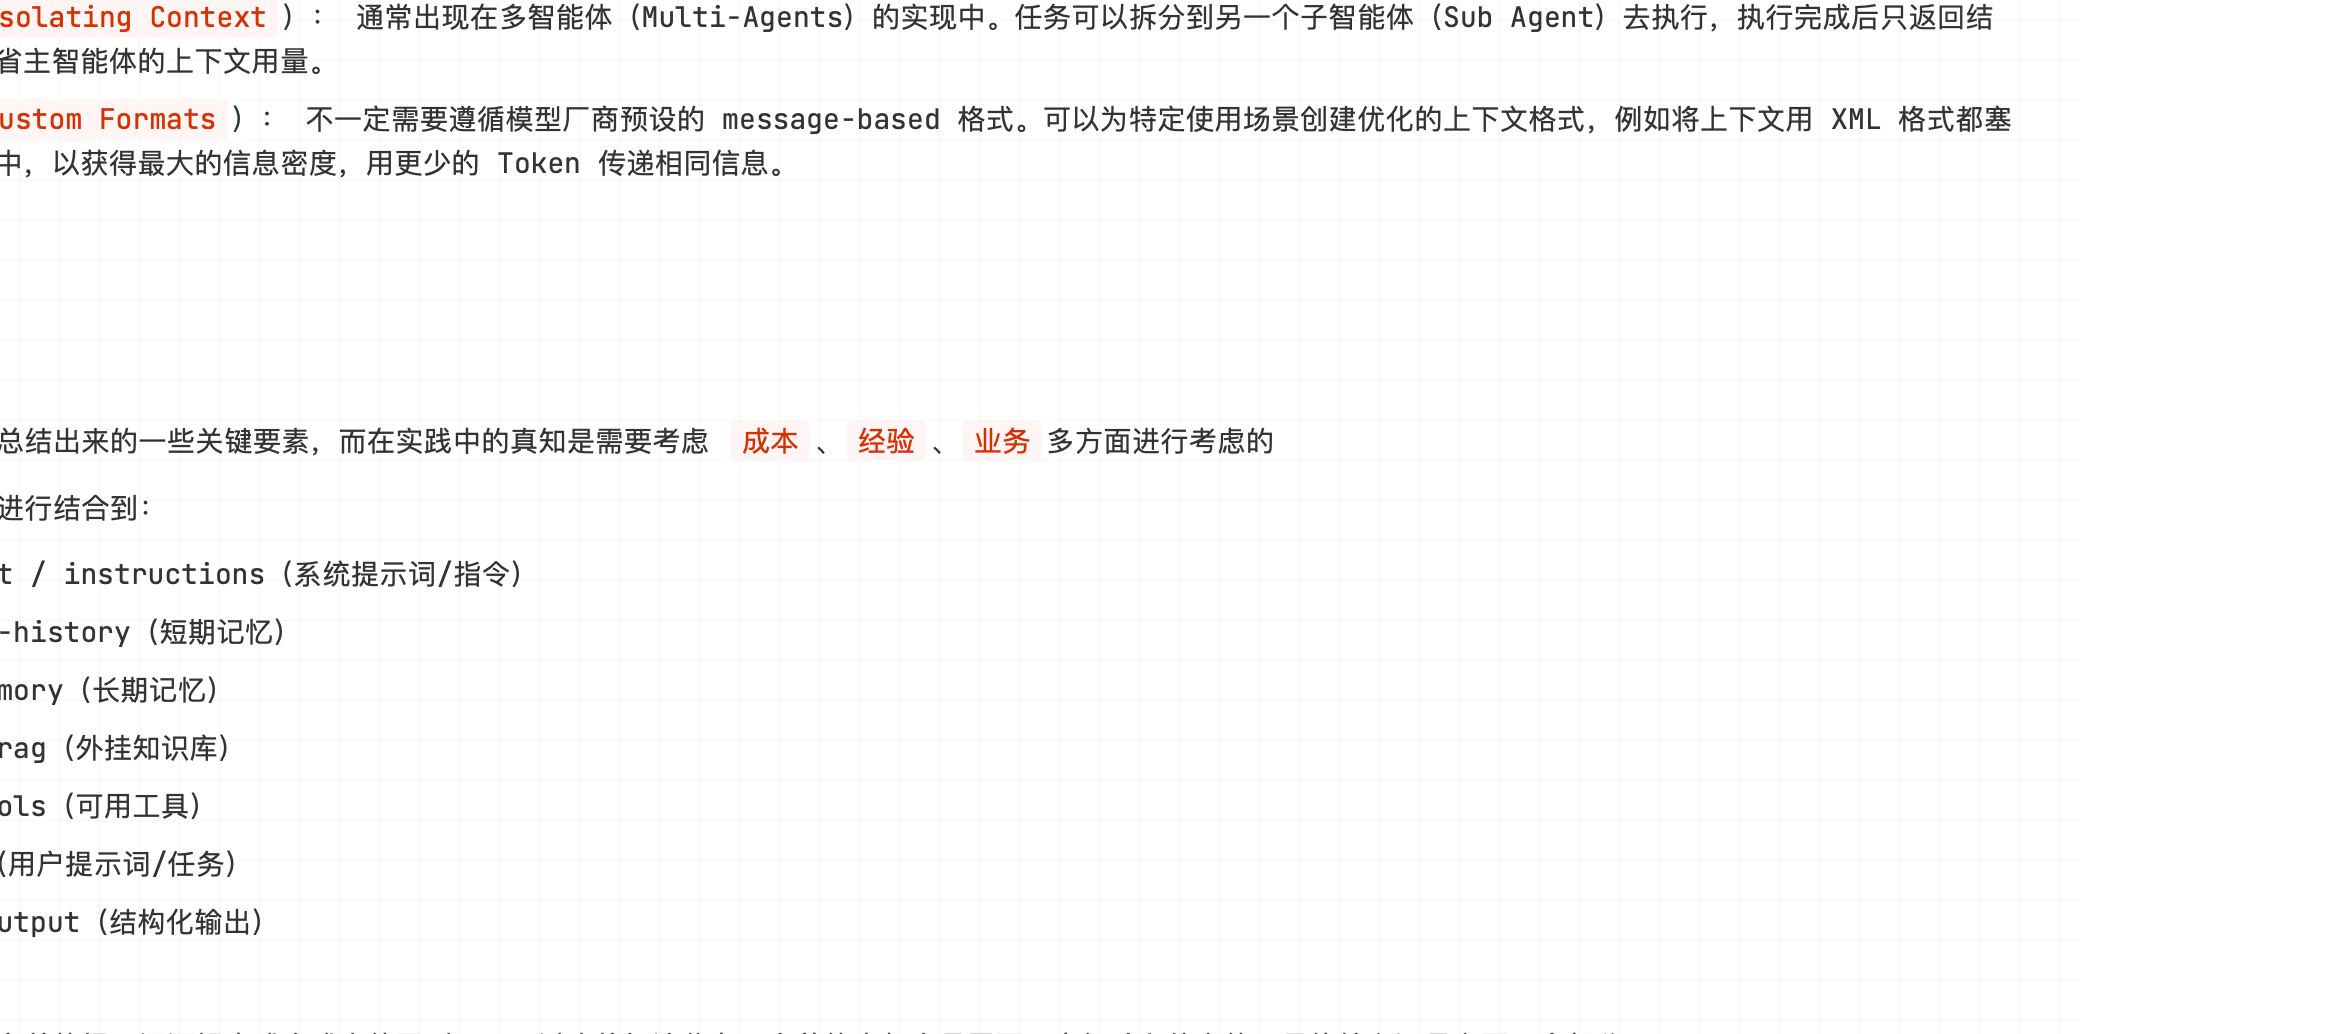 solating Context）： 通常出现在多智能体（Multi-Agents）的实现中。任务可以拆分到另一个子智能体（Sub Agent）去执行，执行完成后只返回结
省主智能体的上下文用量。
ustom Formats）： 不一定需要遵循模型厂商预设的 message-based 格式。可以为特定使用场景创建优化的上下文格式，例如将上下文用 XML 格式都塞
中，以获得最大的信息密度，用更少的 Token 传递相同信息。
总结出来的一些关键要素，而在实践中的真知是需要考虑 成本、经验、业务多方面进行考虑的
进行结合到：
t / instructions（系统提示词/指令）
-history（短期记忆）
mory（长期记忆）
rag（外挂知识库）
ols（可用工具）
（用户提示词/任务）
utput（结构化输出）